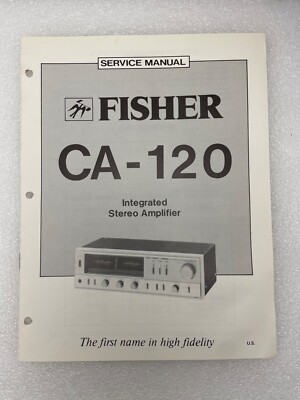 SERVICE MANUAL
FISHER
CA-120
Integrated
Stereo Amplifier
The first name in high fidelity
U.S.